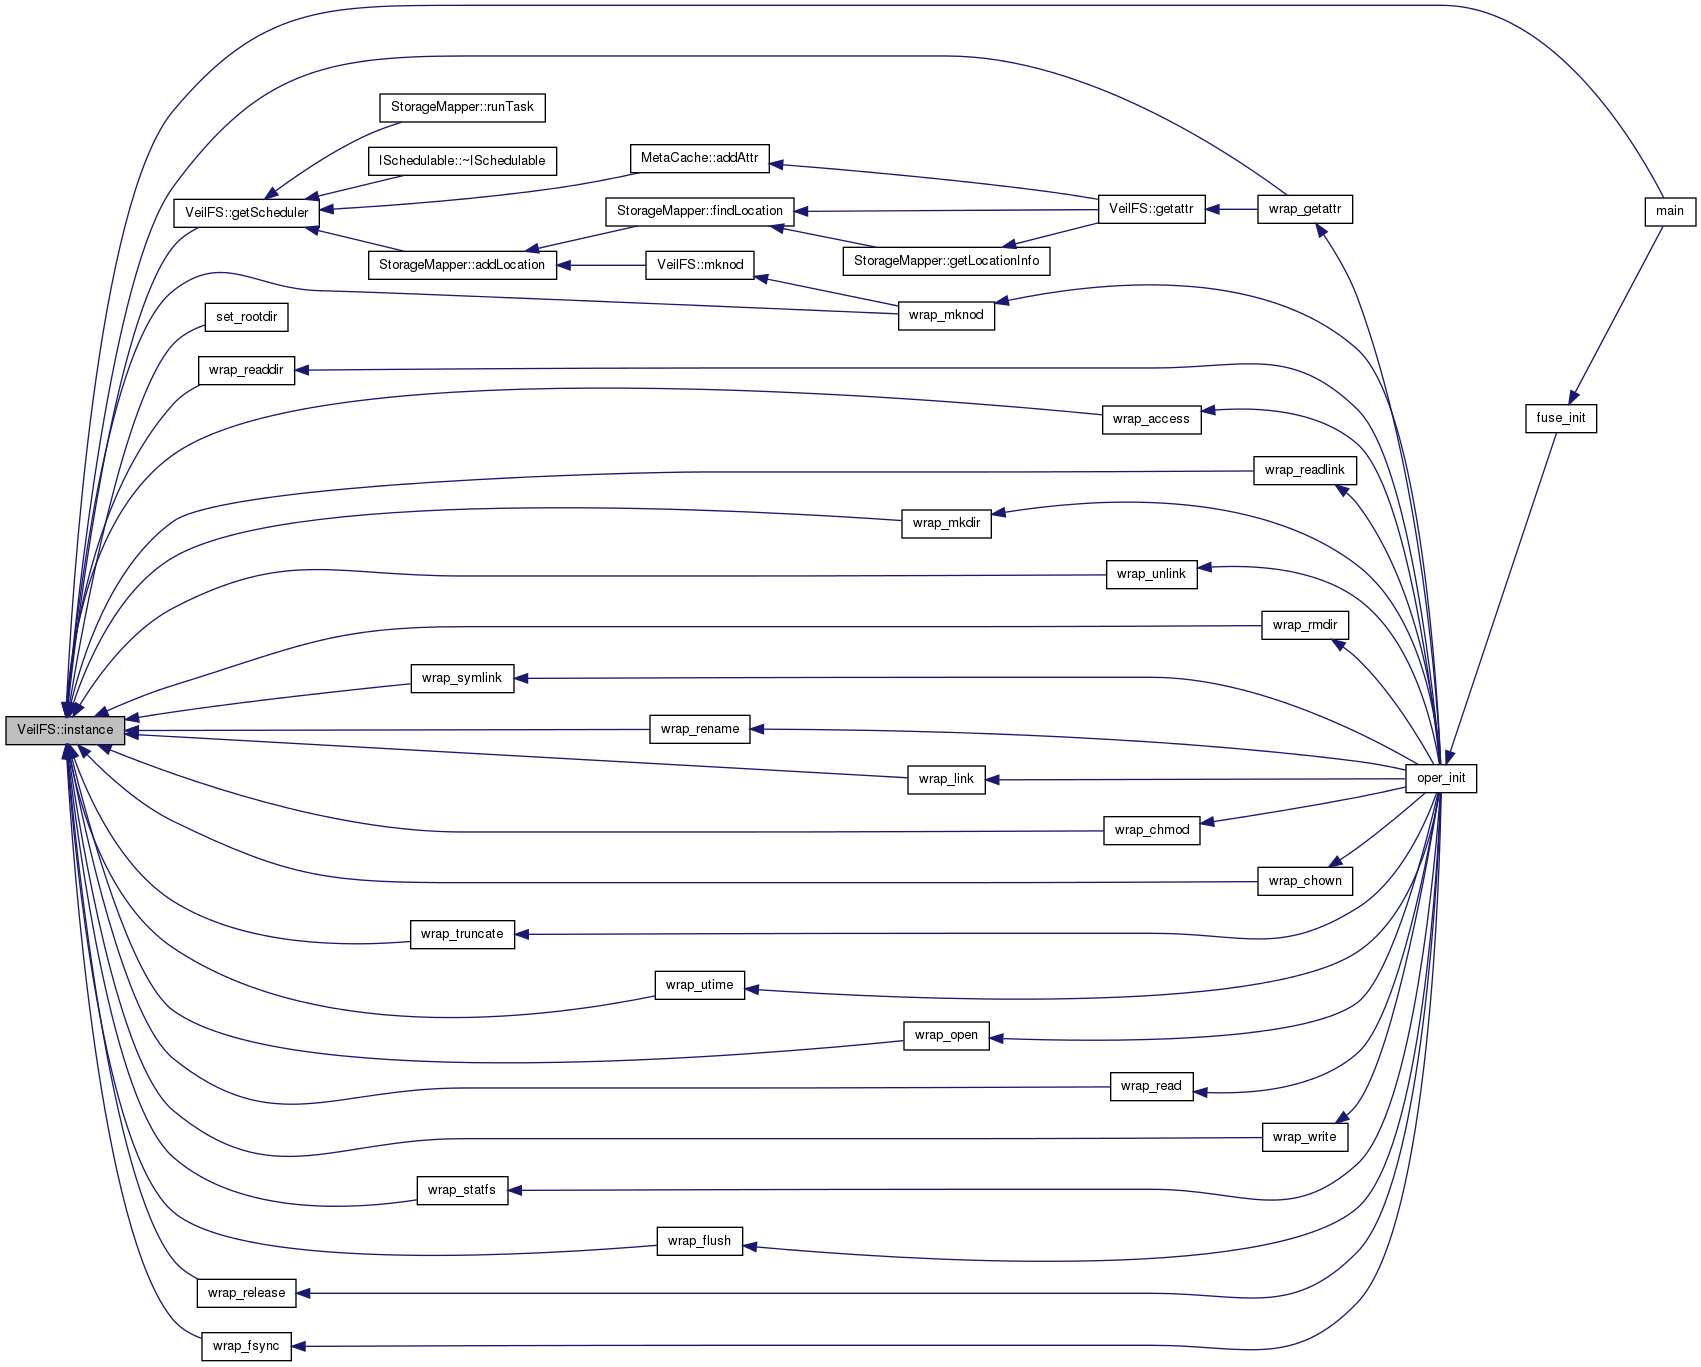 StorageMapper::runTask
ISchedulable::~ISchedulable
MetaCache::addAttr
VeilFS::getScheduler
StorageMapper::findLocation
VeilFS::getattr
wrap_getattr
main
StorageMapper::addLocation
VeilFS::mknod
StorageMapper::getLocationInfo
set_rootdir
wrap_mknod
wrap_readdir
wrap_access
fuse_init
wrap_readlink
wrap_mkdir
wrap_unlink
wrap_rmdir
wrap_symlink
VeilFS::instance
wrap_rename
wrap_link
oper_init
wrap_chmod
wrap_chown
wrap_truncate
wrap_utime
wrap_open
wrap_read
wrap_write
wrap_statfs
wrap_flush
wrap_release
wrap_fsync